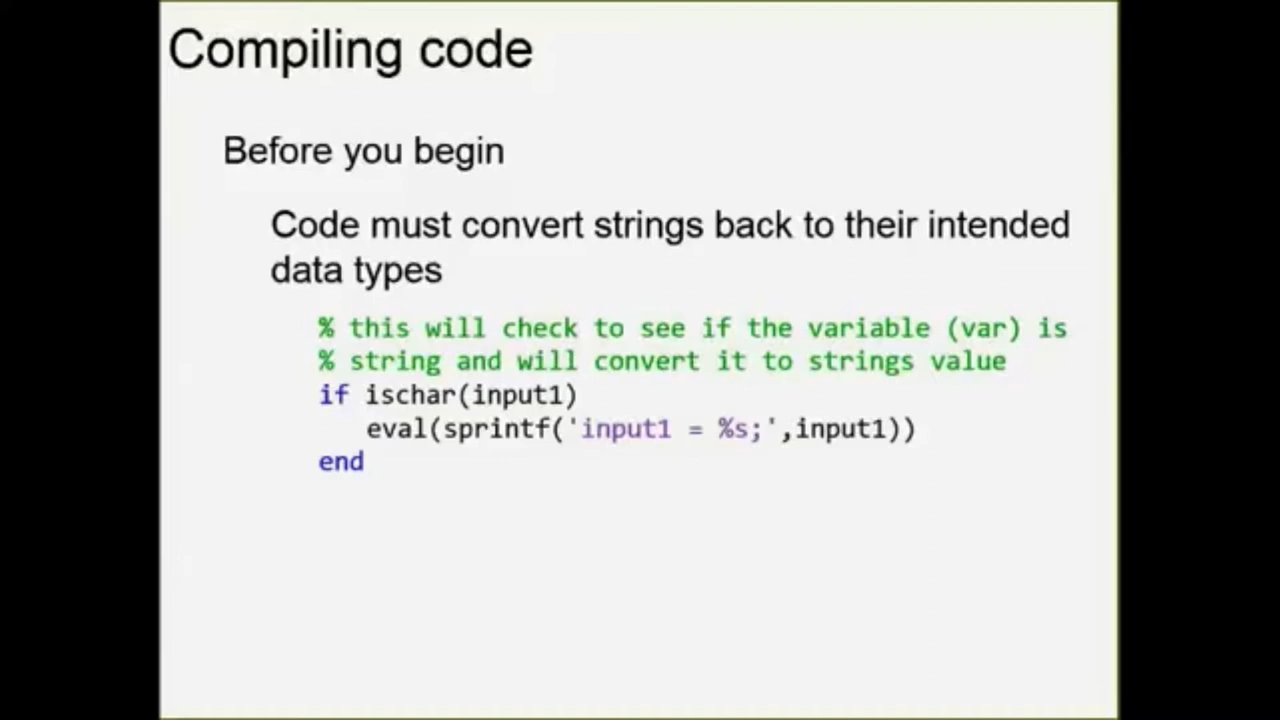 Compiling code
Before you begin
Code must convert strings back to their intended
data types
% this will check to see if the variable (var) is
% string and will convert it to strings value
if ischar(input1)
eval(sprintf('input1 = %s;',input1))
end